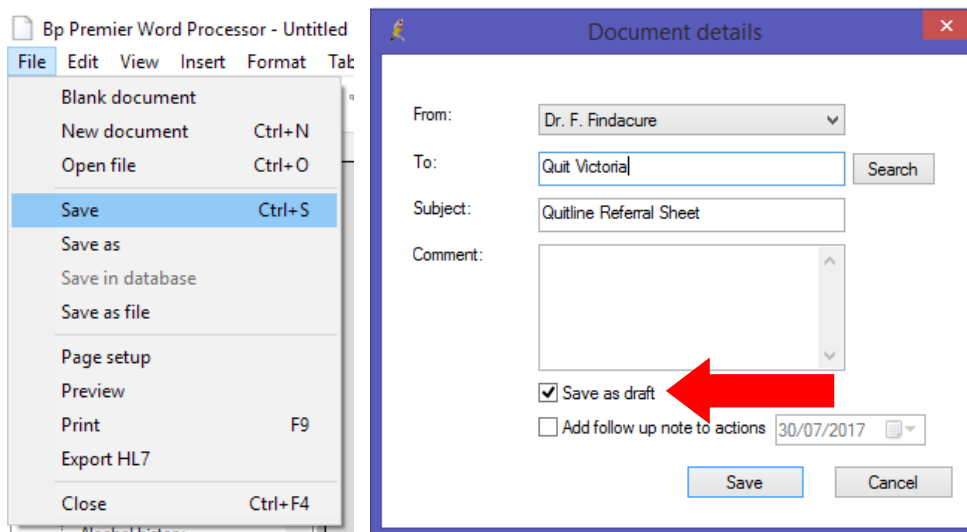 Bp Premier Word Processor - Untitled
File Edit View Insert Format Tab
Blank document
New document Ctrl+N
Open file Ctrl+O
Save Ctrl+S
Save as
Save in database
Save as file
Page setup
Preview
Print F9
Export HL7
Close Ctrl+F4
Document details
From: Dr. F. Findacure
To: Quit Victoria Search
Subject: Quitline Referral Sheet
Comment:
Save as draft
Add follow up note to actions 30/07/2017
Save Cancel